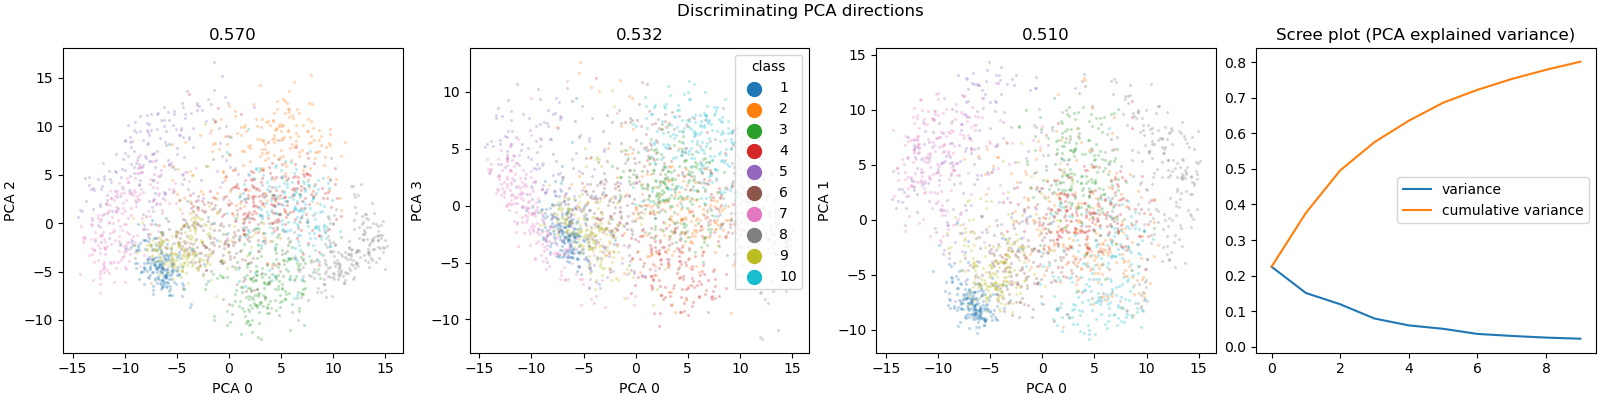 Discriminating PCA directions
0.570
15
10
5
0
−5
−10
PCA 2
−15 −10 −5 0 5 10 15
PCA 0
0.532
10
5
0
−5
−10
PCA 3
−15 −10 −5 0 5 10 15
PCA 0
class
1
2
3
4
5
6
7
8
9
10
0.510
15
10
5
0
−5
−10
PCA 1
−15 −10 −5 0 5 10 15
PCA 0
Scree plot (PCA explained variance)
0.8
0.7
0.6
0.5
0.4
0.3
0.2
0.1
0.0
0 2 4 6 8
variance
cumulative variance